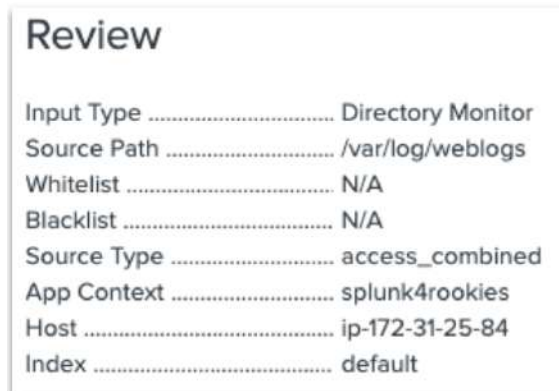 Review
Input Type ................................ Directory Monitor
Source Path ............................. /var/log/weblogs
Whitelist .................................... N/A
Blacklist .................................... N/A
Source Type ............................ access_combined
App Context ............................. splunk4rookies
Host ........................................... ip-172-31-25-84
Index ......................................... default